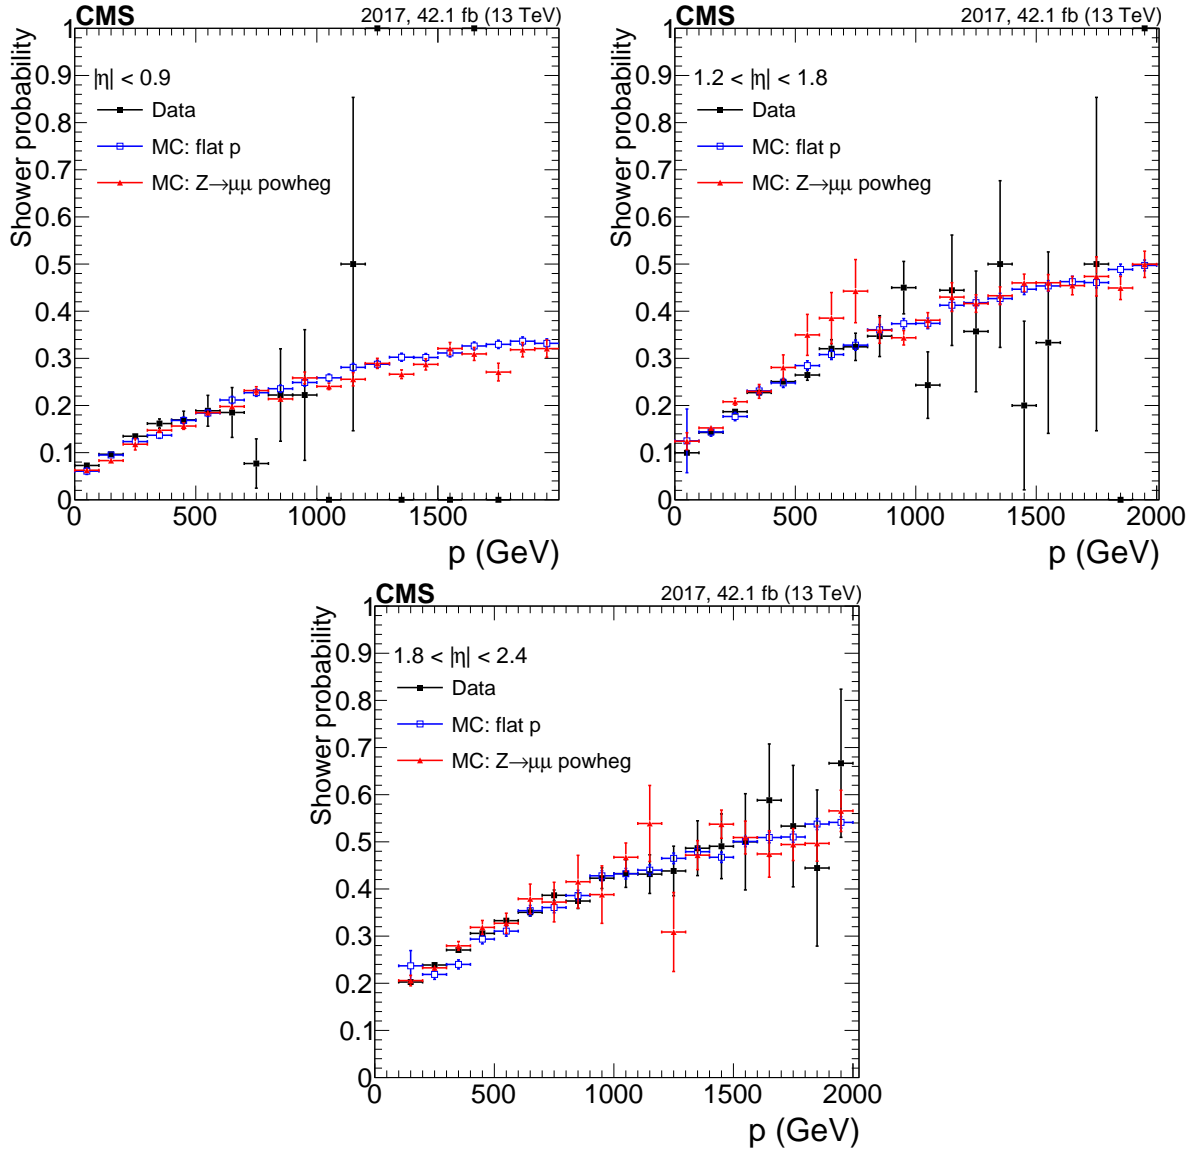 CMS 2017, 42.1 fb (13 TeV)
Shower probability
1
0.9
0.8
0.7
0.6
0.5
0.4
0.3
0.2
0.1
0
|η| < 0.9
Data
MC: flat p
MC: Z→μμ powheg
0 500 1000 1500
p (GeV)
CMS 2017, 42.1 fb (13 TeV)
Shower probability
1
0.9
0.8
0.7
0.6
0.5
0.4
0.3
0.2
0.1
0
1.2 < |η| < 1.8
Data
MC: flat p
MC: Z→μμ powheg
0 500 1000 1500 2000
p (GeV)
CMS 2017, 42.1 fb (13 TeV)
Shower probability
1
0.9
0.8
0.7
0.6
0.5
0.4
0.3
0.2
0.1
0
1.8 < |η| < 2.4
Data
MC: flat p
MC: Z→μμ powheg
0 500 1000 1500 2000
p (GeV)